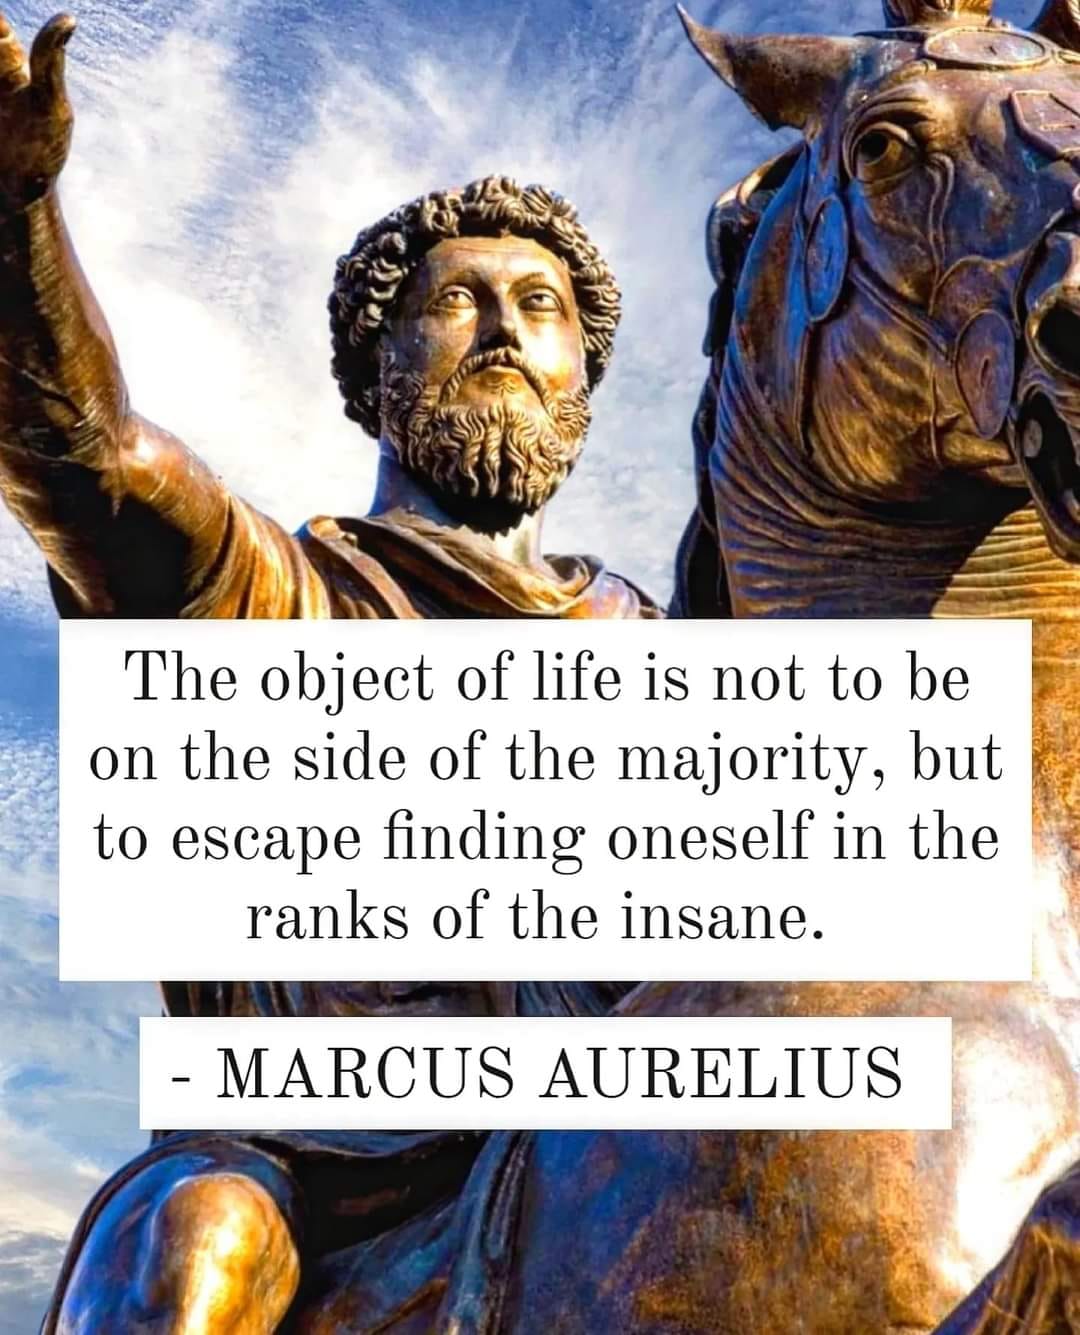 The object of life is not to be
on the side of the majority, but
to escape finding oneself in the
ranks of the insane.
- MARCUS AURELIUS